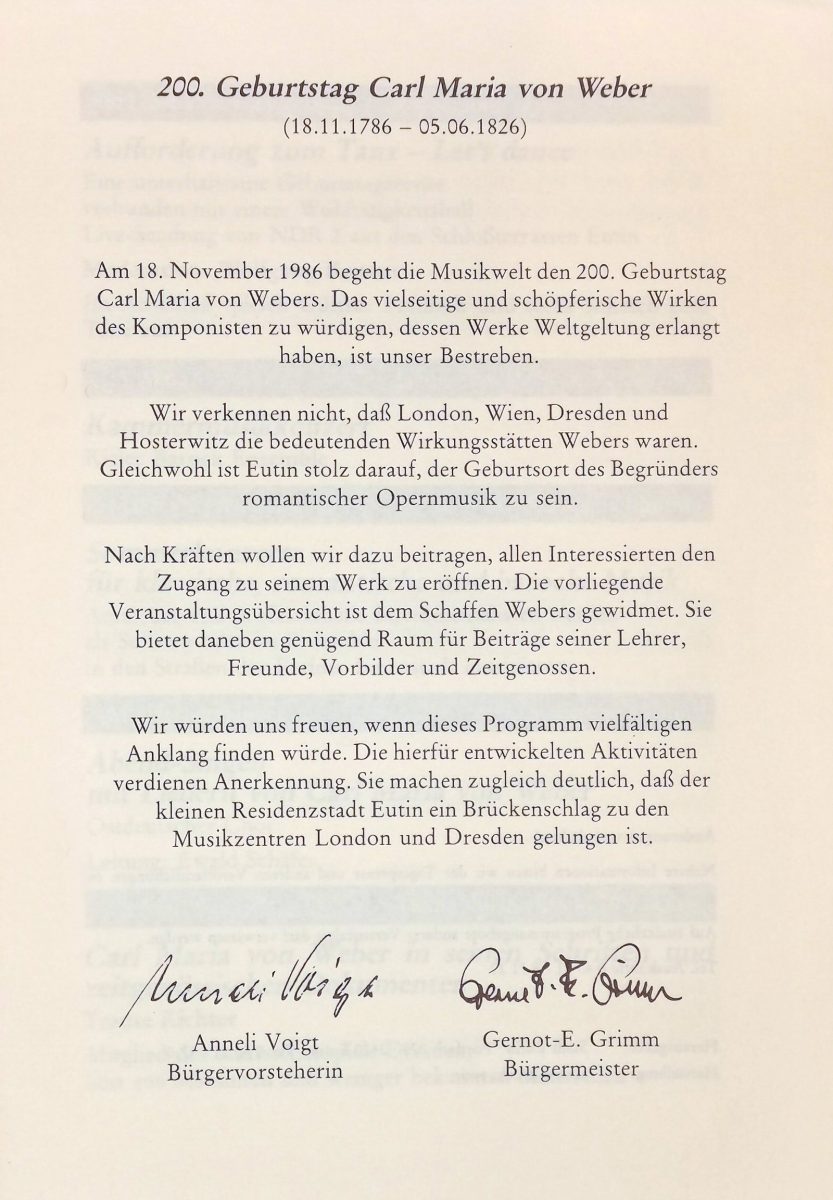 200. Geburtstag Carl Maria von Weber
(18.11.1786 – 05.06.1826)
Am 18. November 1986 begeht die Musikwelt den 200. Geburtstag
Carl Maria von Webers. Das vielseitige und schöpferische Wirken
des Komponisten zu würdigen, dessen Werke Weltgeltung erlangt
haben, ist unser Bestreben.
Wir verkennen nicht, daß London, Wien, Dresden und
Hosterwitz die bedeutenden Wirkungsstätten Webers waren.
Gleichwohl ist Eutin stolz darauf, der Geburtsort des Begründers
romantischer Opernmusik zu sein.
Nach Kräften wollen wir dazu beitragen, allen Interessierten den
Zugang zu seinem Werk zu eröffnen. Die vorliegende
Veranstaltungsübersicht ist dem Schaffen Webers gewidmet. Sie
bietet daneben genügend Raum für Beiträge seiner Lehrer,
Freunde, Vorbilder und Zeitgenossen.
Wir würden uns freuen, wenn dieses Programm vielfältigen
Anklang finden würde. Die hierfür entwickelten Aktivitäten
verdienen Anerkennung. Sie machen zugleich deutlich, daß der
kleinen Residenzstadt Eutin ein Brückenschlag zu den
Musikzentren London und Dresden gelungen ist.
Anneli Voigt
Gernot-E. Grimm
Anneli Voigt
Bürgervorsteherin
Gernot-E. Grimm
Bürgermeister